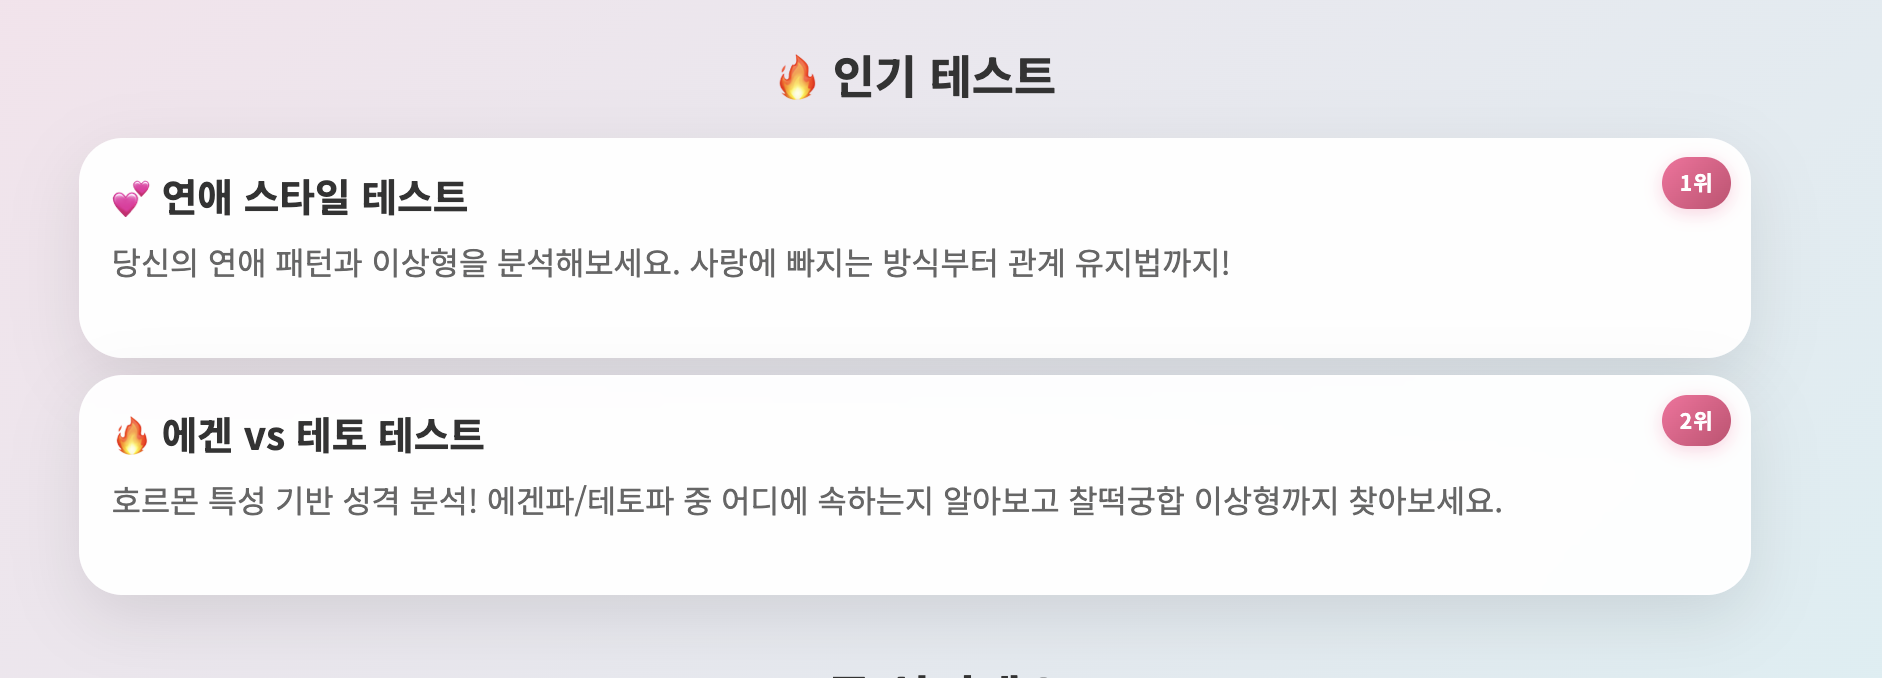 🔥 인기 테스트
💕 연애 스타일 테스트
1위
당신의 연애 패턴과 이상형을 분석해보세요. 사랑에 빠지는 방식부터 관계 유지법까지!
🔥 에겐 vs 테토 테스트
2위
호르몬 특성 기반 성격 분석! 에겐파/테토파 중 어디에 속하는지 알아보고 찰떡궁합 이상형까지 찾아보세요.